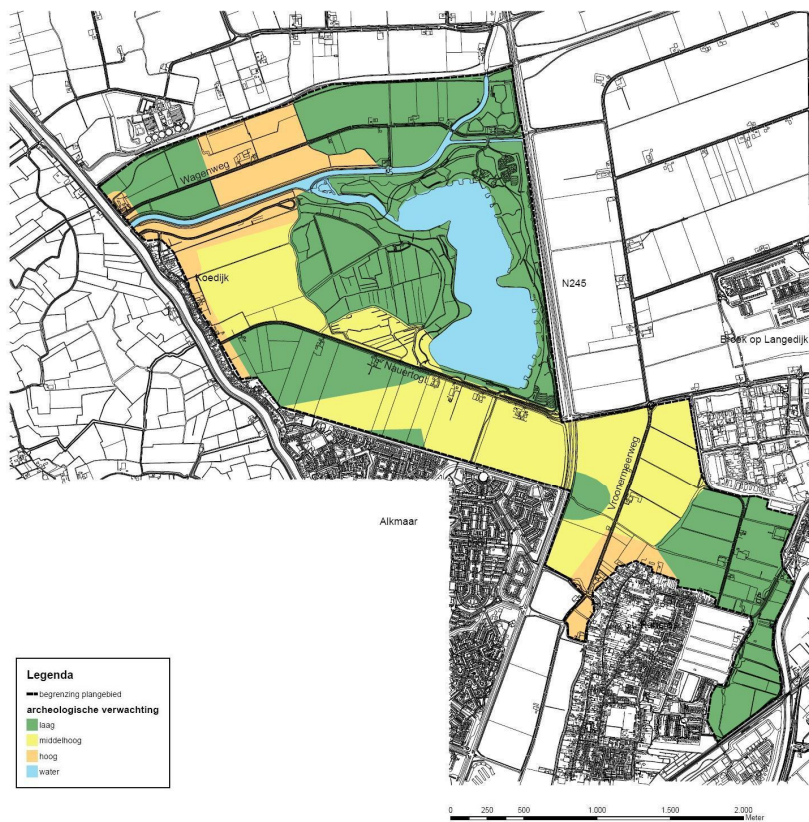 Wagenweg
Koedijk
N245
Broek op Langedijk
Nauertogt
Vroonermeerweg
Alkmaar
Legenda
begrenzing plangebied
archeologische verwachting
laag
middelhoog
hoog
water
0 250 500 1.000 1.500 2.000
Meter